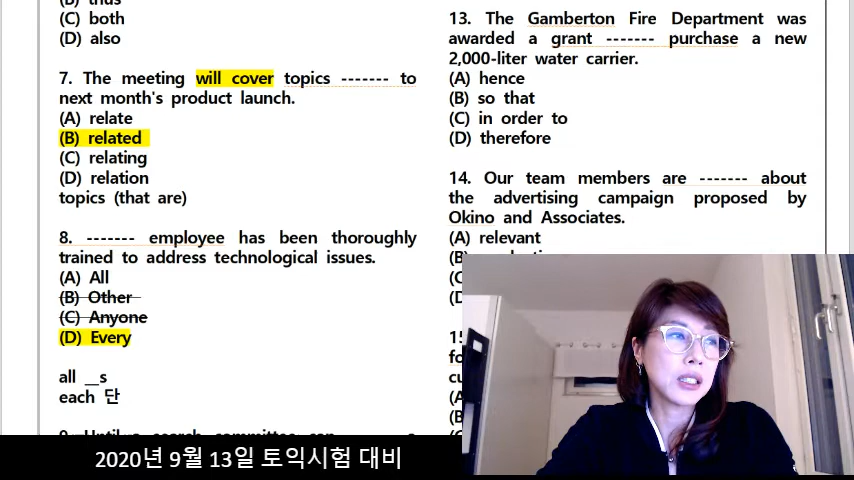 (B) thus
(C) both
(D) also
7. The meeting will cover topics ------- to
next month's product launch.
(A) relate
(B) related
(C) relating
(D) relation
topics (that are)
8. ------- employee has been thoroughly
trained to address technological issues.
(A) All
(B) Other
(C) Anyone
(D) Every
all __s
each 단
13. The Gamberton Fire Department was
awarded a grant ------- purchase a new
2,000-liter water carrier.
(A) hence
(B) so that
(C) in order to
(D) therefore
14. Our team members are ------- about
the advertising campaign proposed by
Okino and Associates.
(A) relevant
(B)
2020년 9월 13일 토익시험 대비